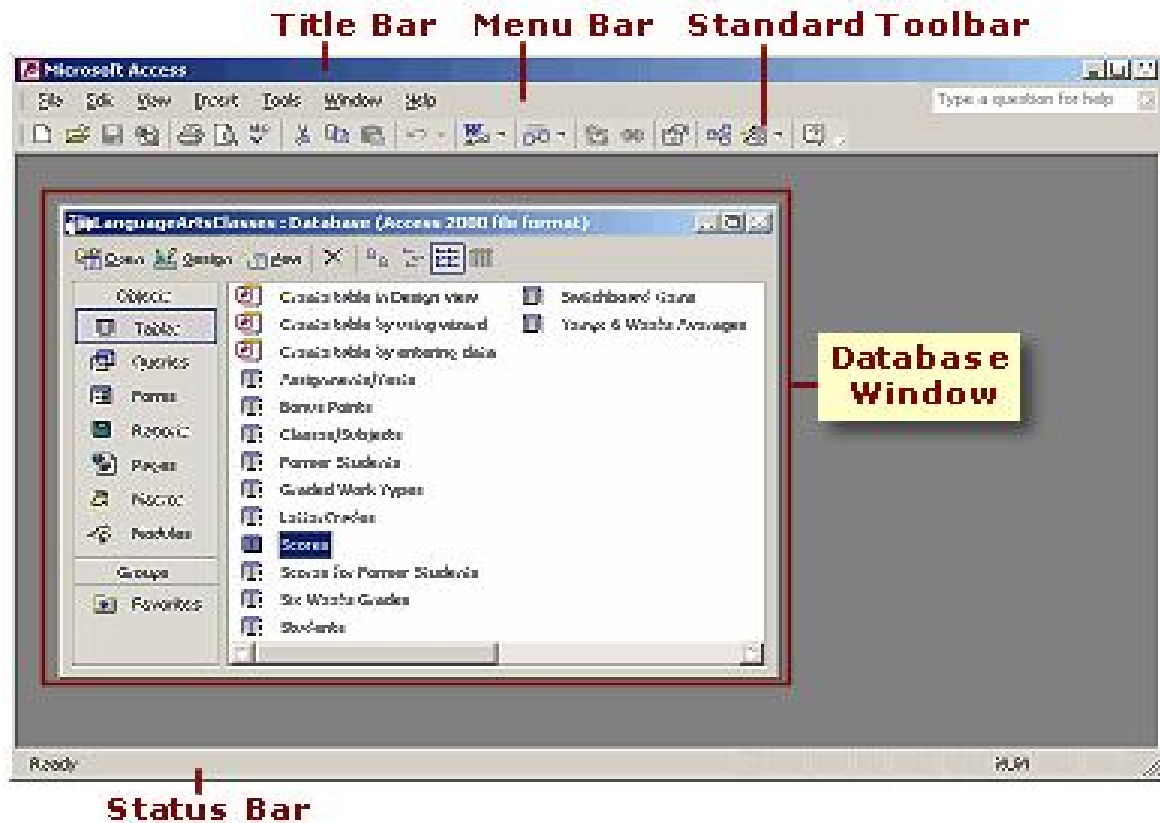 Title Bar Menu Bar Standard Toolbar
Microsoft Access
File Edit View Insert Tools Window Help
Type a question for help
LanguageArtsClasses : Database (Access 2000 file format)
Open Design New
Objects
Tables
Queries
Forms
Reports
Pages
Macros
Modules
Groups
Favorites
Create table in Design view
Create table by using wizard
Create table by entering data
Assignments/Tests
Bonus Points
Classes/Subjects
Former Students
Graded Work Types
Letter Grades
Scores
Scores for Former Students
Six Weeks Grades
Students
Switchboard Items
6 Weeks Averages
Database
Window
Ready
NUM
Status Bar